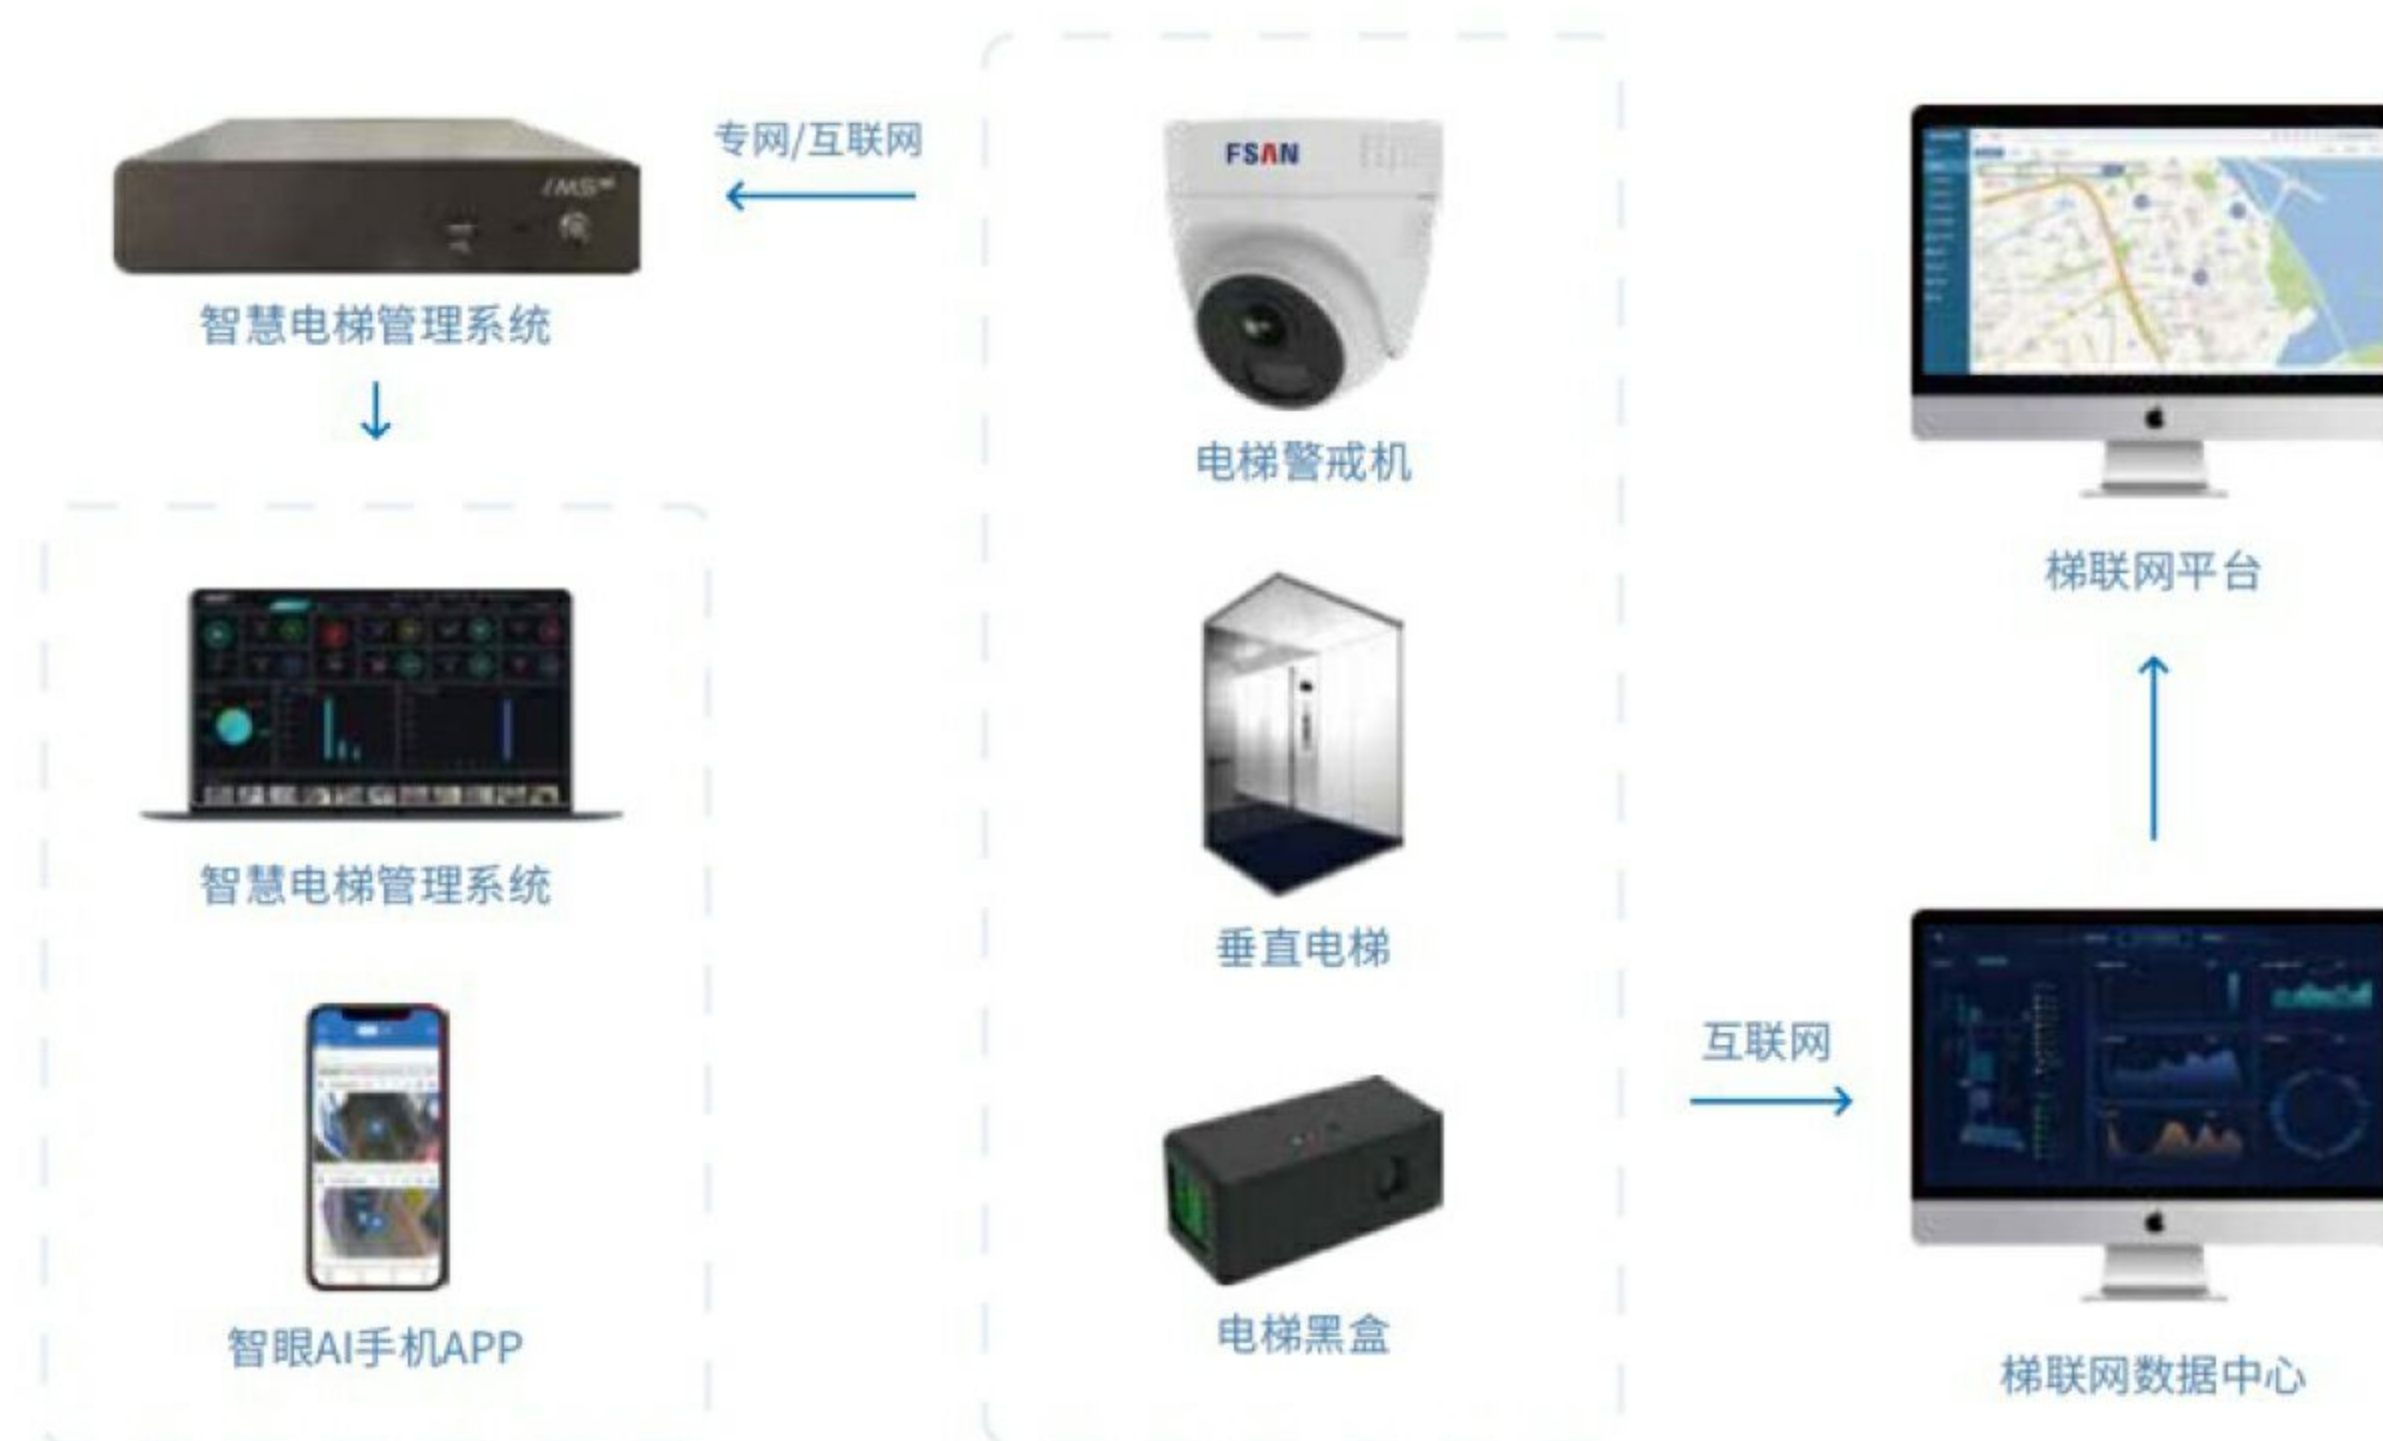 专网/互联网
FSAN
智慧电梯管理系统
电梯警戒机
梯联网平台
智慧电梯管理系统
垂直电梯
互联网
智眼AI手机APP
电梯黑盒
梯联网数据中心